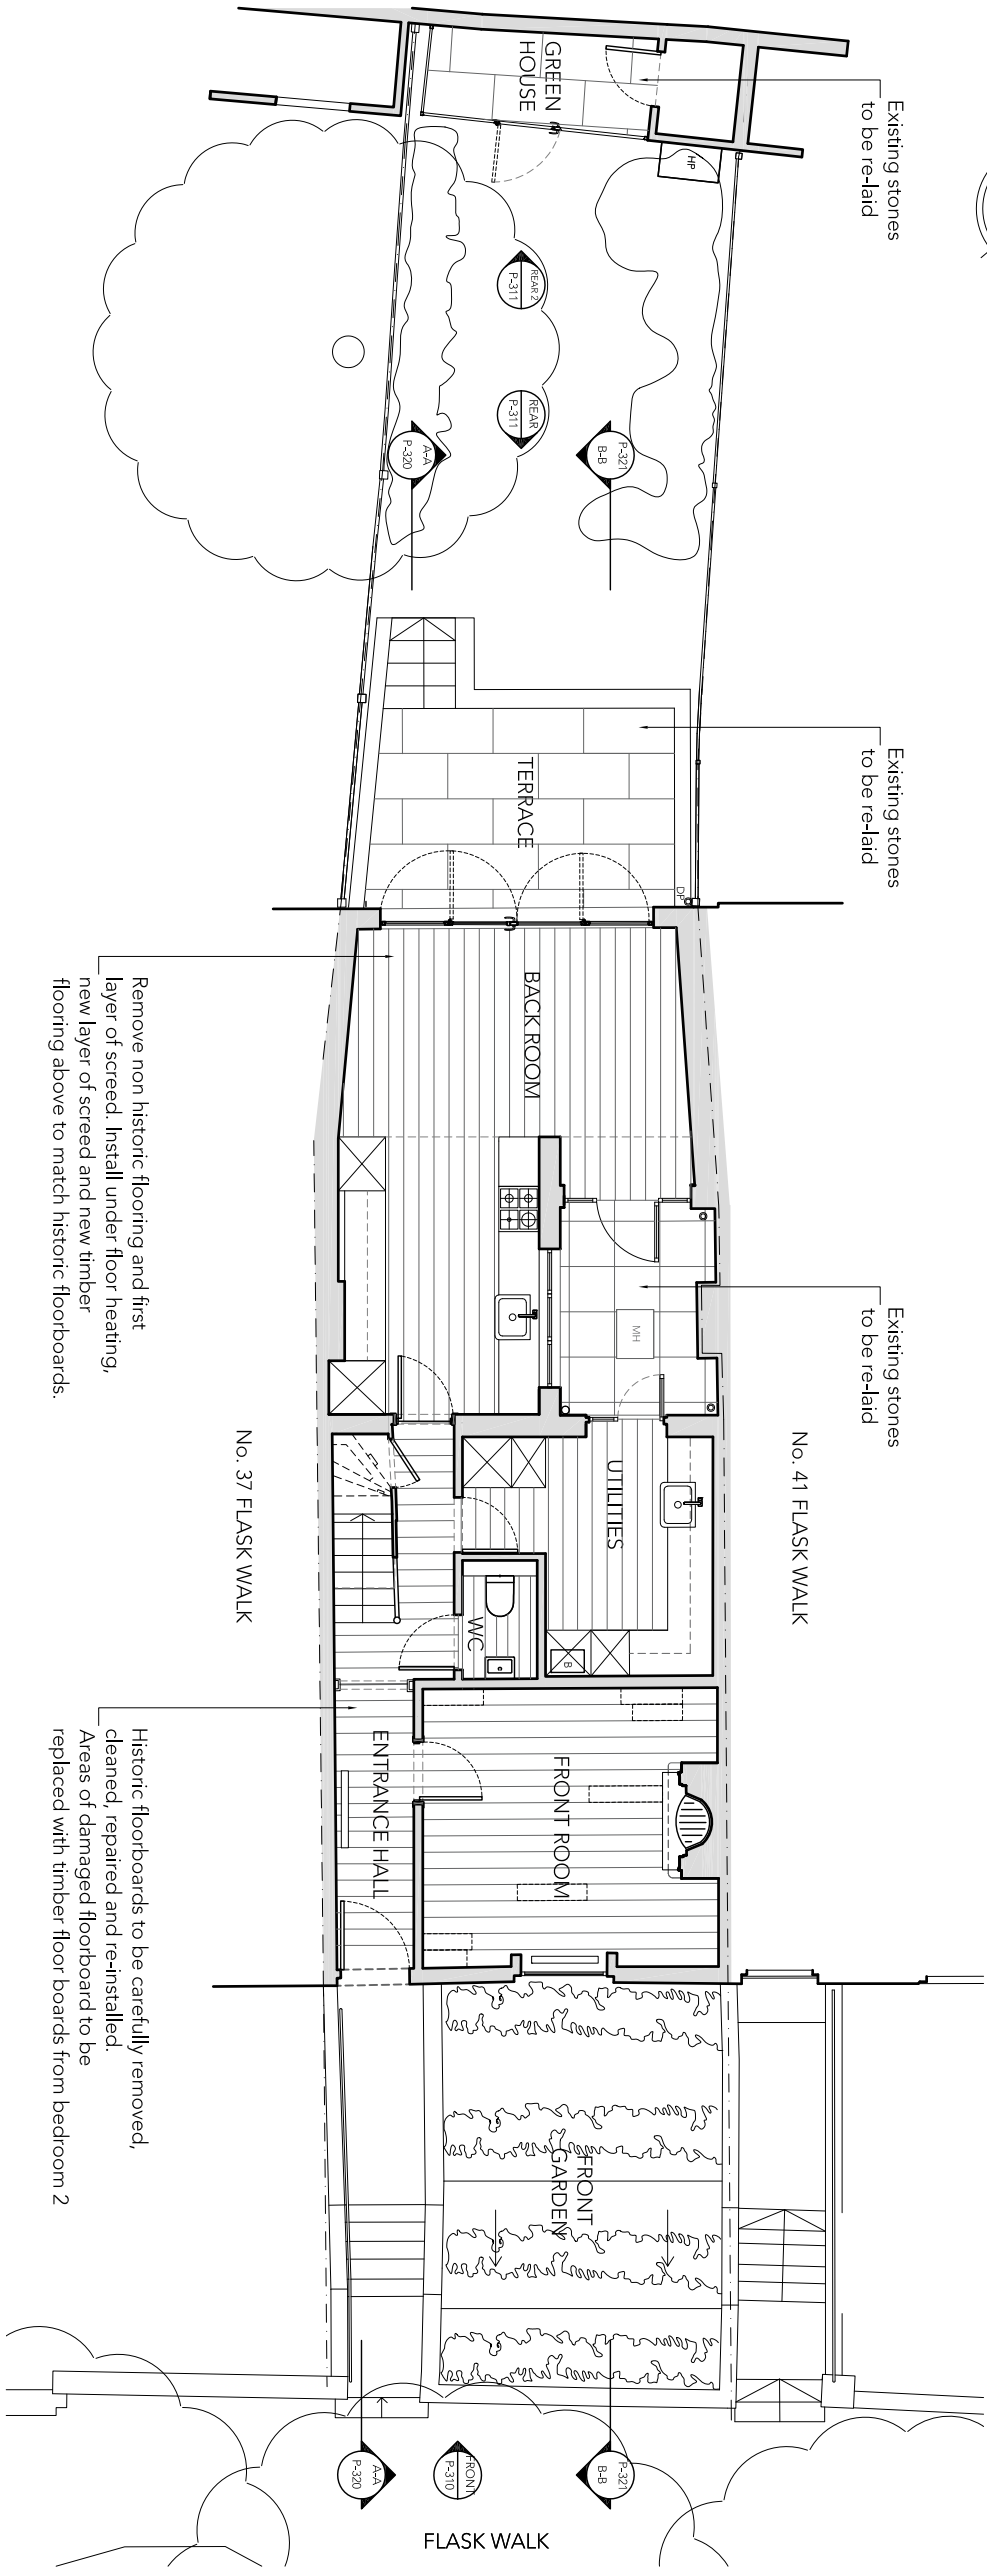 GREEN
HOUSE
Existing stones
to be re-laid
HP
REAR 2
P-311
REAR
P-311
A-A
P-320
P-321
B-B
Existing stones
to be re-laid
TERRACE
DP
BACK ROOM
Remove non historic flooring and first
layer of screed. Install under floor heating,
new layer of screed and new timber
flooring above to match historic floorboards.
Existing stones
to be re-laid
MH
No. 37 FLASK WALK
No. 41 FLASK WALK
UTILITIES
WC
B
ENTRANCE HALL
FRONT ROOM
Historic floorboards to be carefully removed,
cleaned, repaired and re-installed.
Areas of damaged floorboard to be
replaced with timber floor boards from bedroom 2
FRONT
GARDEN
A-A
P-320
FRONT
P-310
P-321
B-B
FLASK WALK